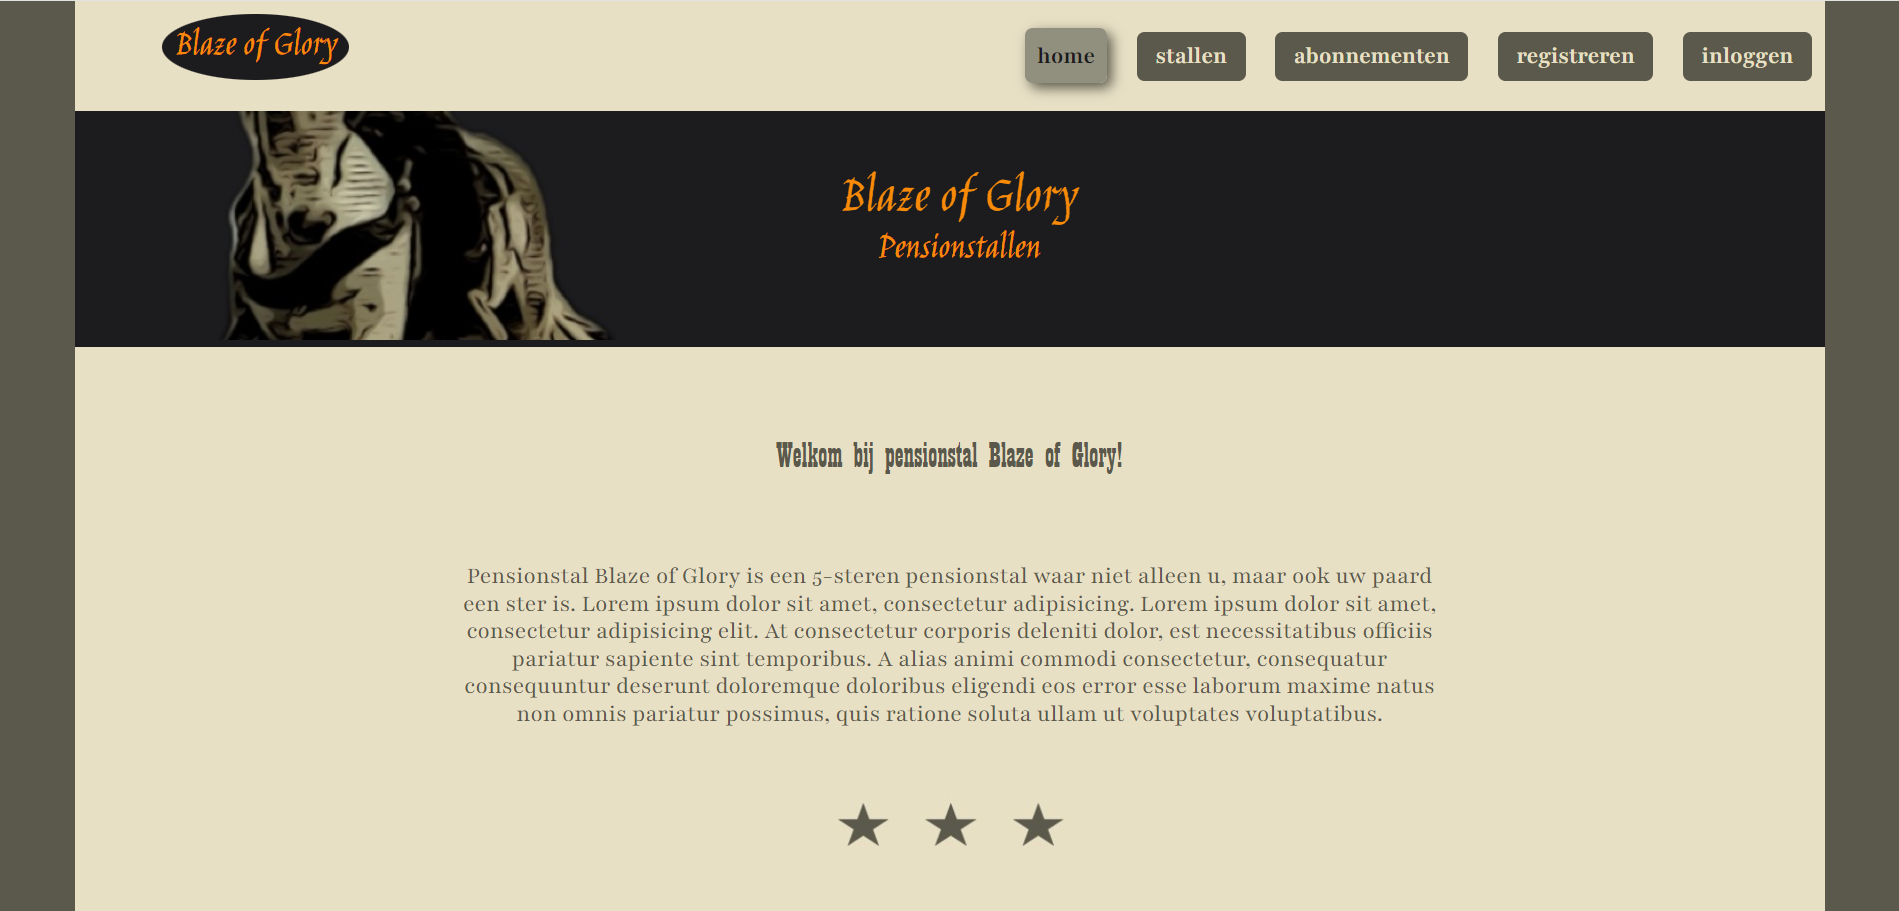 Blaze of Glory
home
stallen
abonnementen
registreren
inloggen
Blaze of Glory
Pensionstallen
Welkom bij pensionstal Blaze of Glory!
Pensionstal Blaze of Glory is een 5-steren pensionstal waar niet alleen u, maar ook uw paard
een ster is. Lorem ipsum dolor sit amet, consectetur adipisicing. Lorem ipsum dolor sit amet,
consectetur adipisicing elit. At consectetur corporis deleniti dolor, est necessitatibus officiis
pariatur sapiente sint temporibus. A alias animi commodi consectetur, consequatur
consequuntur deserunt doloremque doloribus eligendi eos error esse laborum maxime natus
non omnis pariatur possimus, quis ratione soluta ullam ut voluptates voluptatibus.